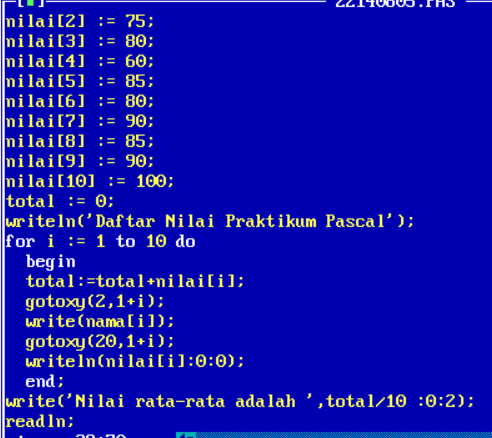 nilai[2] := 75;
nilai[3] := 80;
nilai[4] := 60;
nilai[5] := 85;
nilai[6] := 80;
nilai[7] := 90;
nilai[8] := 85;
nilai[9] := 90;
nilai[10] := 100;
total := 0;
writeln('Daftar Nilai Praktikum Pascal');
for i := 1 to 10 do
begin
total:=total+nilai[i];
gotoxy(2,1+i);
write(nama[i]);
gotoxy(20,1+i);
writeln(nilai[i]:0:0);
end;
write('Nilai rata-rata adalah ',total/10 :0:2);
readln;